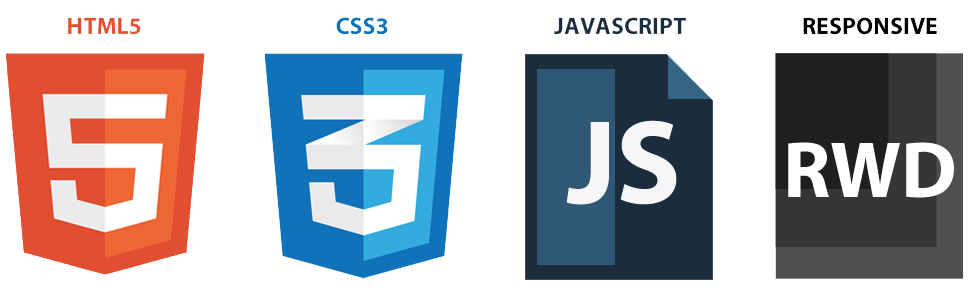 HTML5 CSS3 JAVASCRIPT RESPONSIVE
5 3 JS RWD